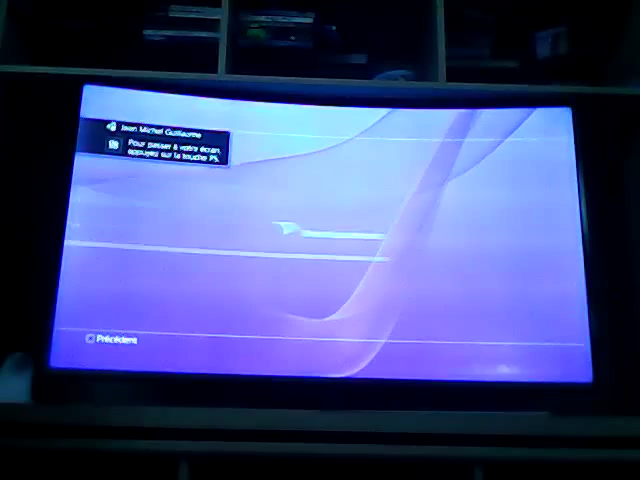 Jean Michel Guillaume
Pour passer à votre écran,
appuyez sur la touche PS.
Précédent